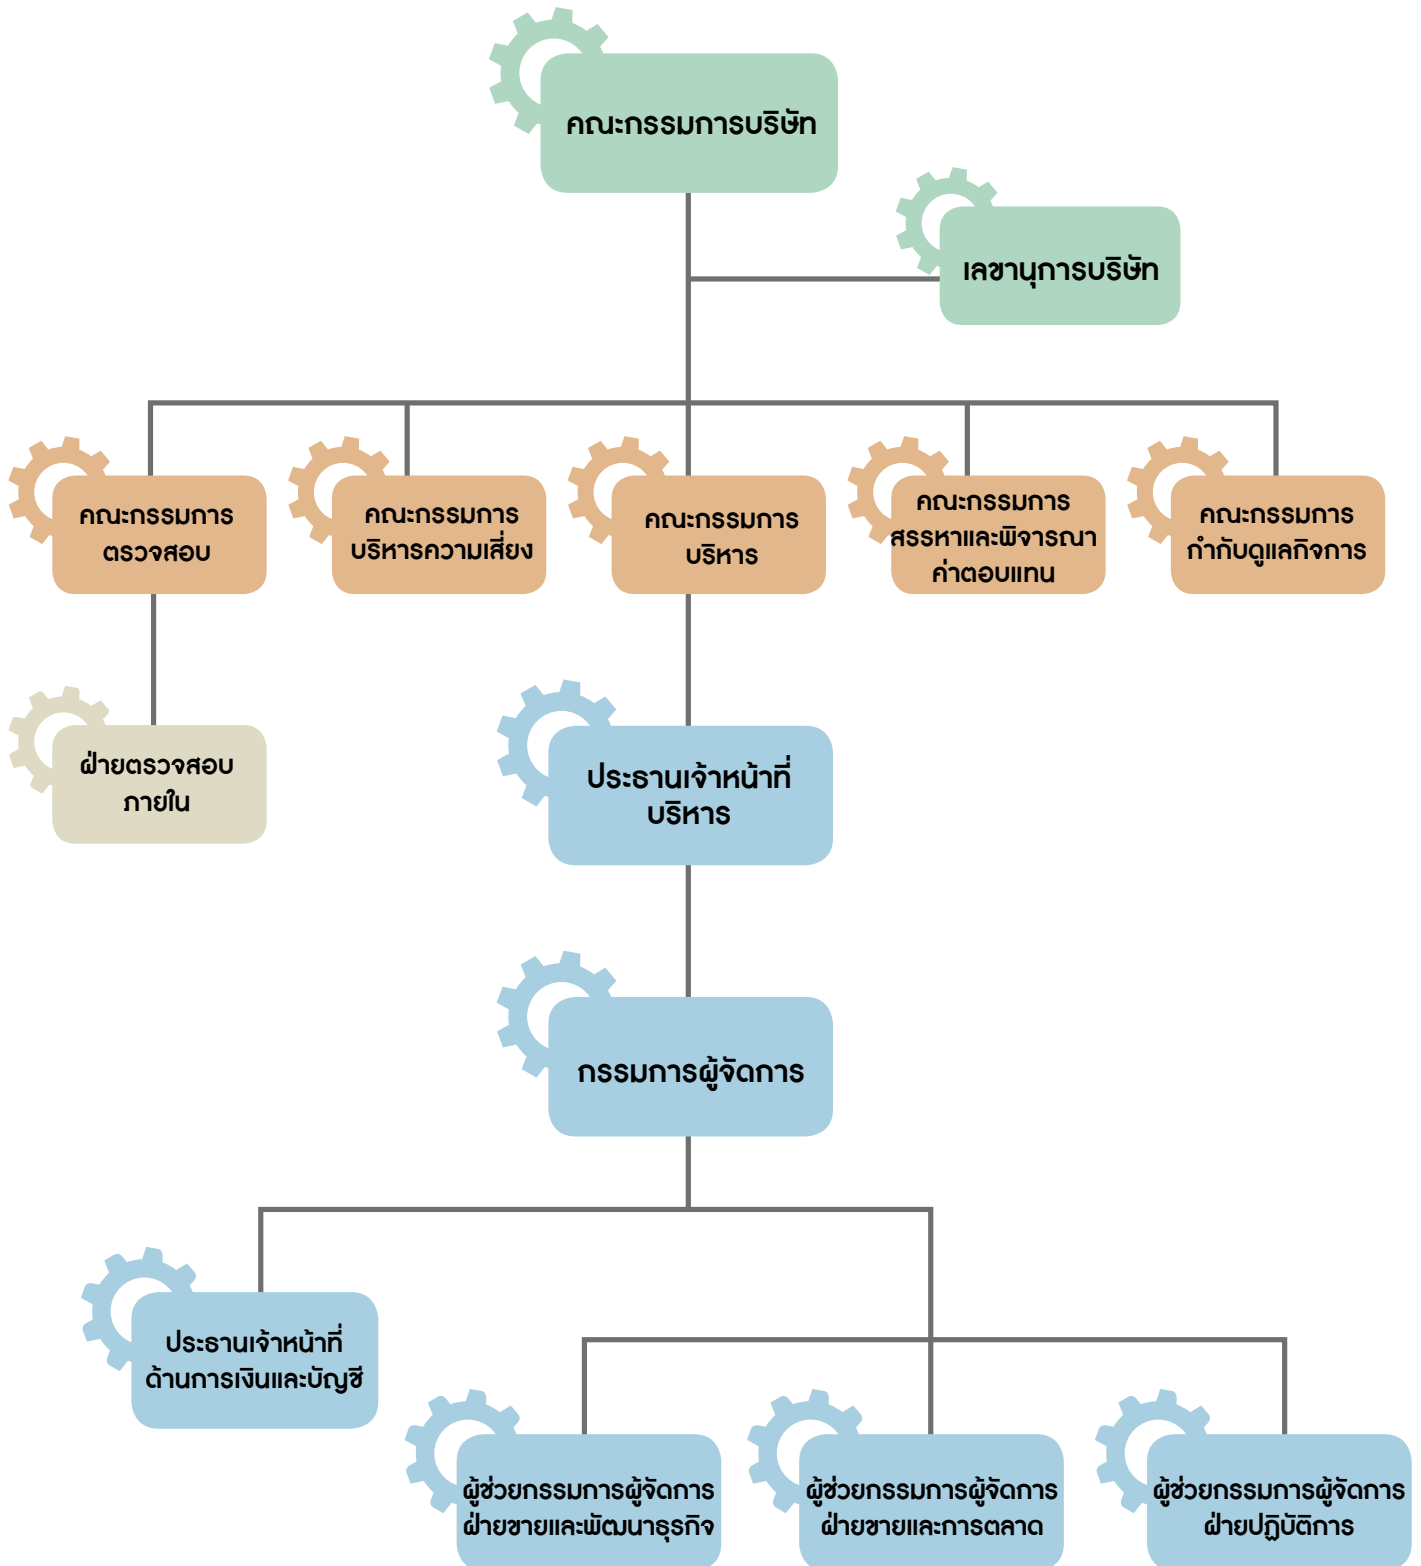 คณะกรรมการบริษัท
เลขานุการบริษัท
คณะกรรมการ
ตรวจสอบ
คณะกรรมการ
บริหารความเสี่ยง
คณะกรรมการ
บริหาร
คณะกรรมการ
สรรหาและพิจารณา
ค่าตอบแทน
คณะกรรมการ
กำกับดูแลกิจการ
ฝ่ายตรวจสอบ
ภายใน
ประธานเจ้าหน้าที่
บริหาร
กรรมการผู้จัดการ
ประธานเจ้าหน้าที่
ด้านการเงินและบัญชี
ผู้ช่วยกรรมการผู้จัดการ
ฝ่ายขายและพัฒนาธุรกิจ
ผู้ช่วยกรรมการผู้จัดการ
ฝ่ายขายและการตลาด
ผู้ช่วยกรรมการผู้จัดการ
ฝ่ายปฏิบัติการ